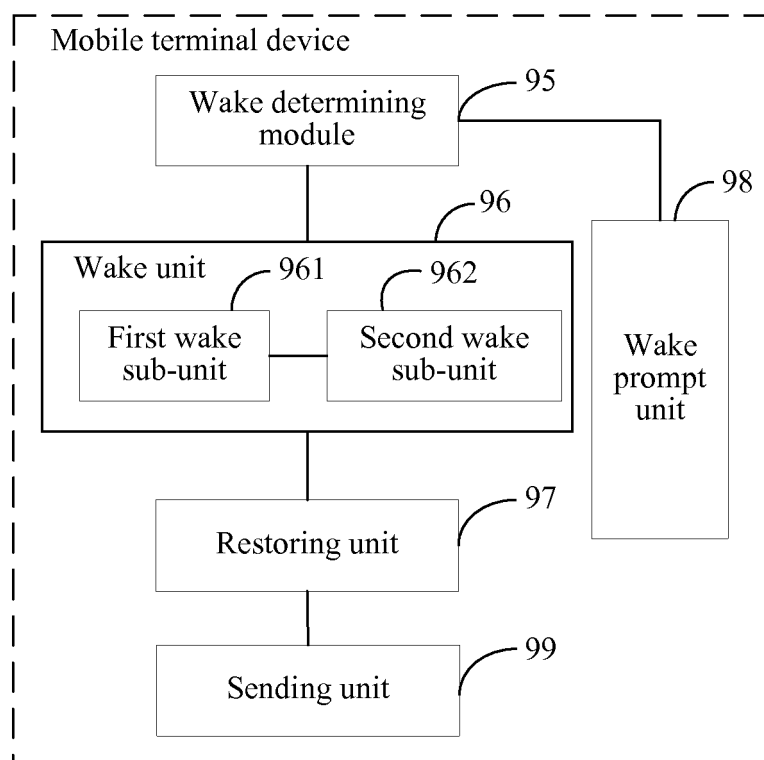 Mobile terminal device
Wake determining
module
95
98
96
Wake unit
961
962
First wake
sub-unit
Second wake
sub-unit
Wake
prompt
unit
97
Restoring unit
99
Sending unit